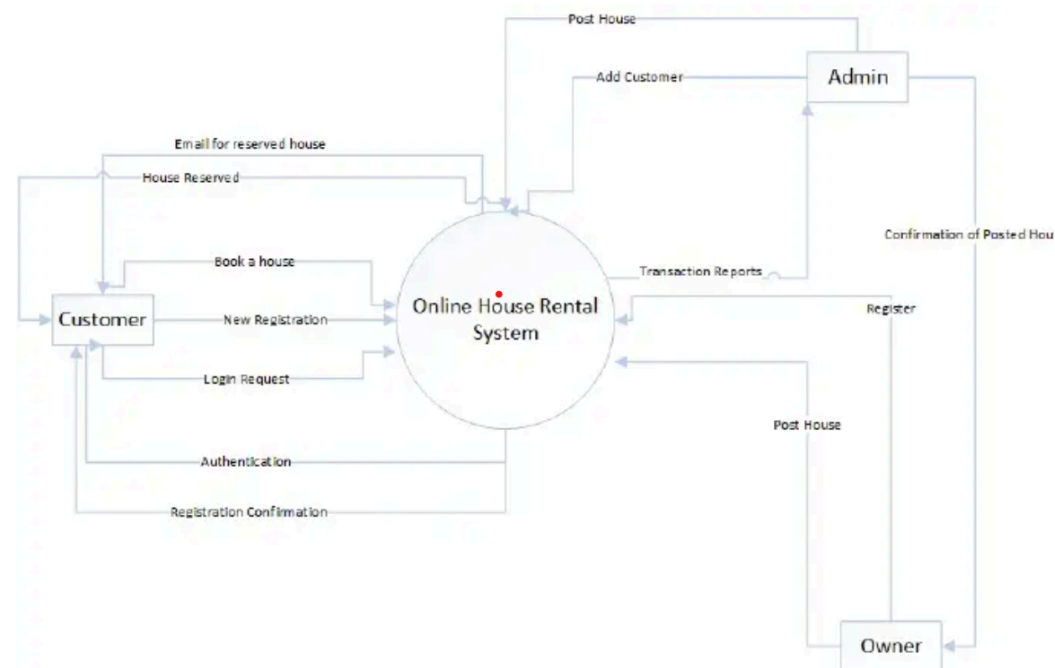 Post House
Admin
Add Customer
Email for reserved house
House Reserved
Confirmation of Posted Hou
Book a house
Transaction Reports
Online House Rental
System
Register
Customer
New Registration
Login Request
Post House
Authentication
Registration Confirmation
Owner